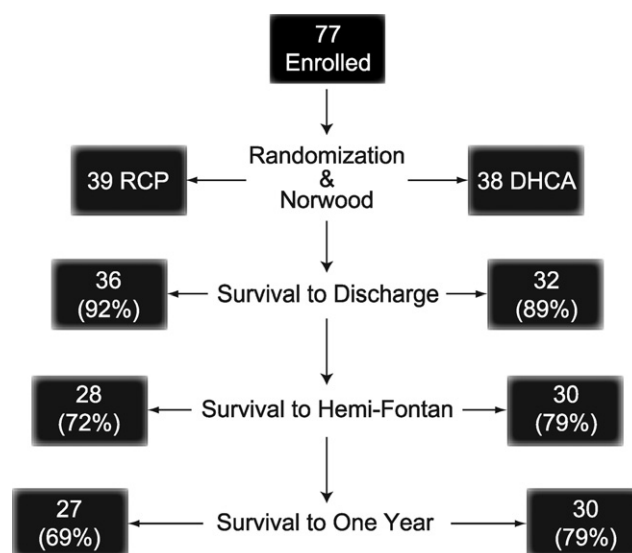 77
Enrolled
Randomization
&
Norwood
39 RCP
38 DHCA
36
(92%)
Survival to Discharge
32
(89%)
28
(72%)
Survival to Hemi-Fontan
30
(79%)
27
(69%)
Survival to One Year
30
(79%)